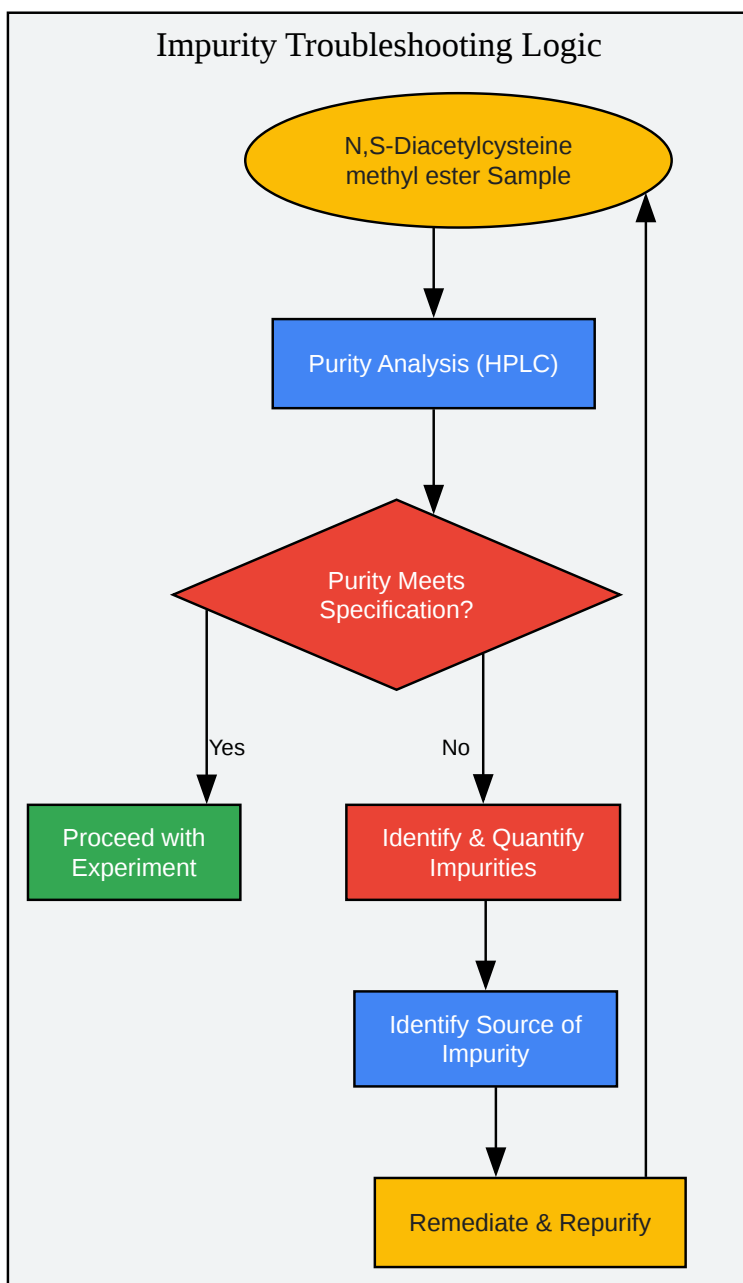 Impurity Troubleshooting Logic
N,S-Diacetylcysteine
methyl ester Sample
Purity Analysis (HPLC)
Purity Meets
Specification?
Yes
No
Proceed with
Experiment
Identify & Quantify
Impurities
Identify Source of
Impurity
Remediate & Repurify